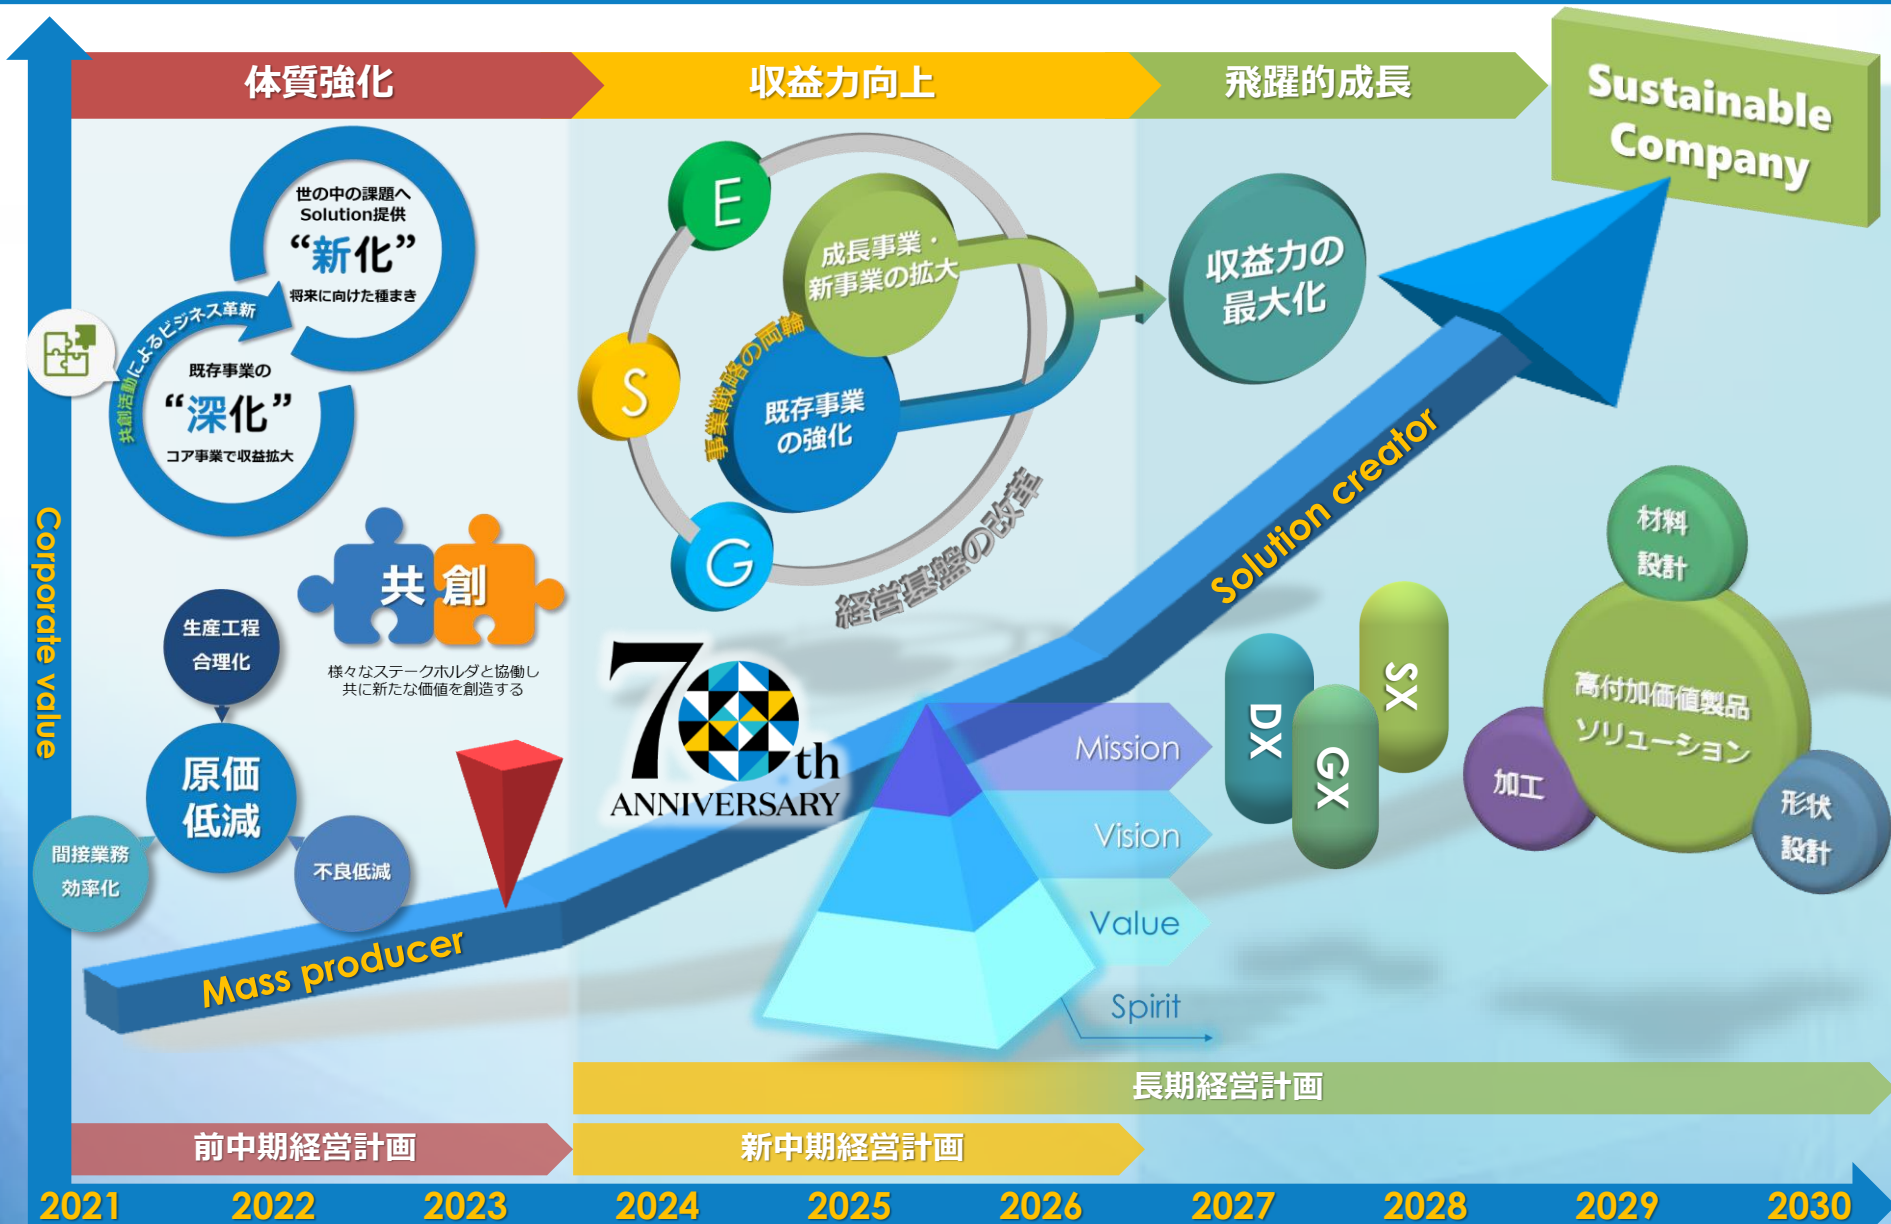 体質強化
収益力向上
飛躍的成長
Sustainable
Company
世の中の課題へ
Solution提供
“新化”
将来に向けた種まき
共創活動によるビジネス革新
既存事業の
“深化”
コア事業で収益拡大
共創
様々なステークホルダと協働し
共に新たな価値を創造する
生産工程
合理化
原価
低減
間接業務
効率化
不良低減
E
S
G
成長事業・
新事業の拡大
事業戦略の両輪
既存事業
の強化
経営基盤の改革
収益力の
最大化
Corporate value
Mass producer
Solution creator
70th
ANNIVERSARY
Mission
Vision
Value
Spirit
DX
GX
SX
材料
設計
高付加価値製品
ソリューション
加工
形状
設計
長期経営計画
前中期経営計画
新中期経営計画
2021 2022 2023 2024 2025 2026 2027 2028 2029 2030